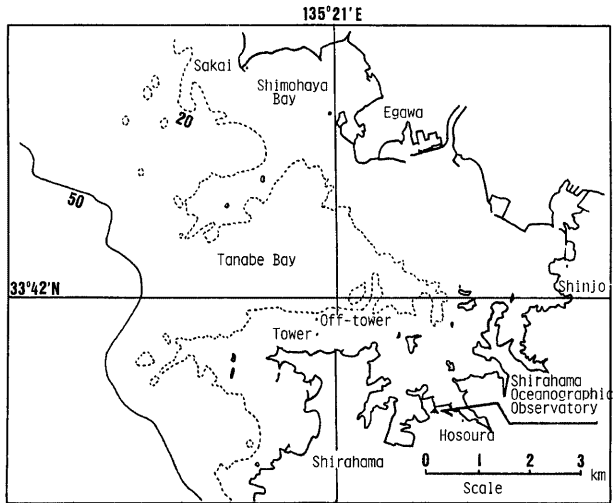 135°21'E
Sakai
Shimohaya
Bay
20
Egawa
50
Tanabe Bay
33°42'N
Shinjo
Off-tower
Tower
Shirahama
Oceanographic
Observatory
Hosoura
Shirahama
0 1 2 3
km
Scale